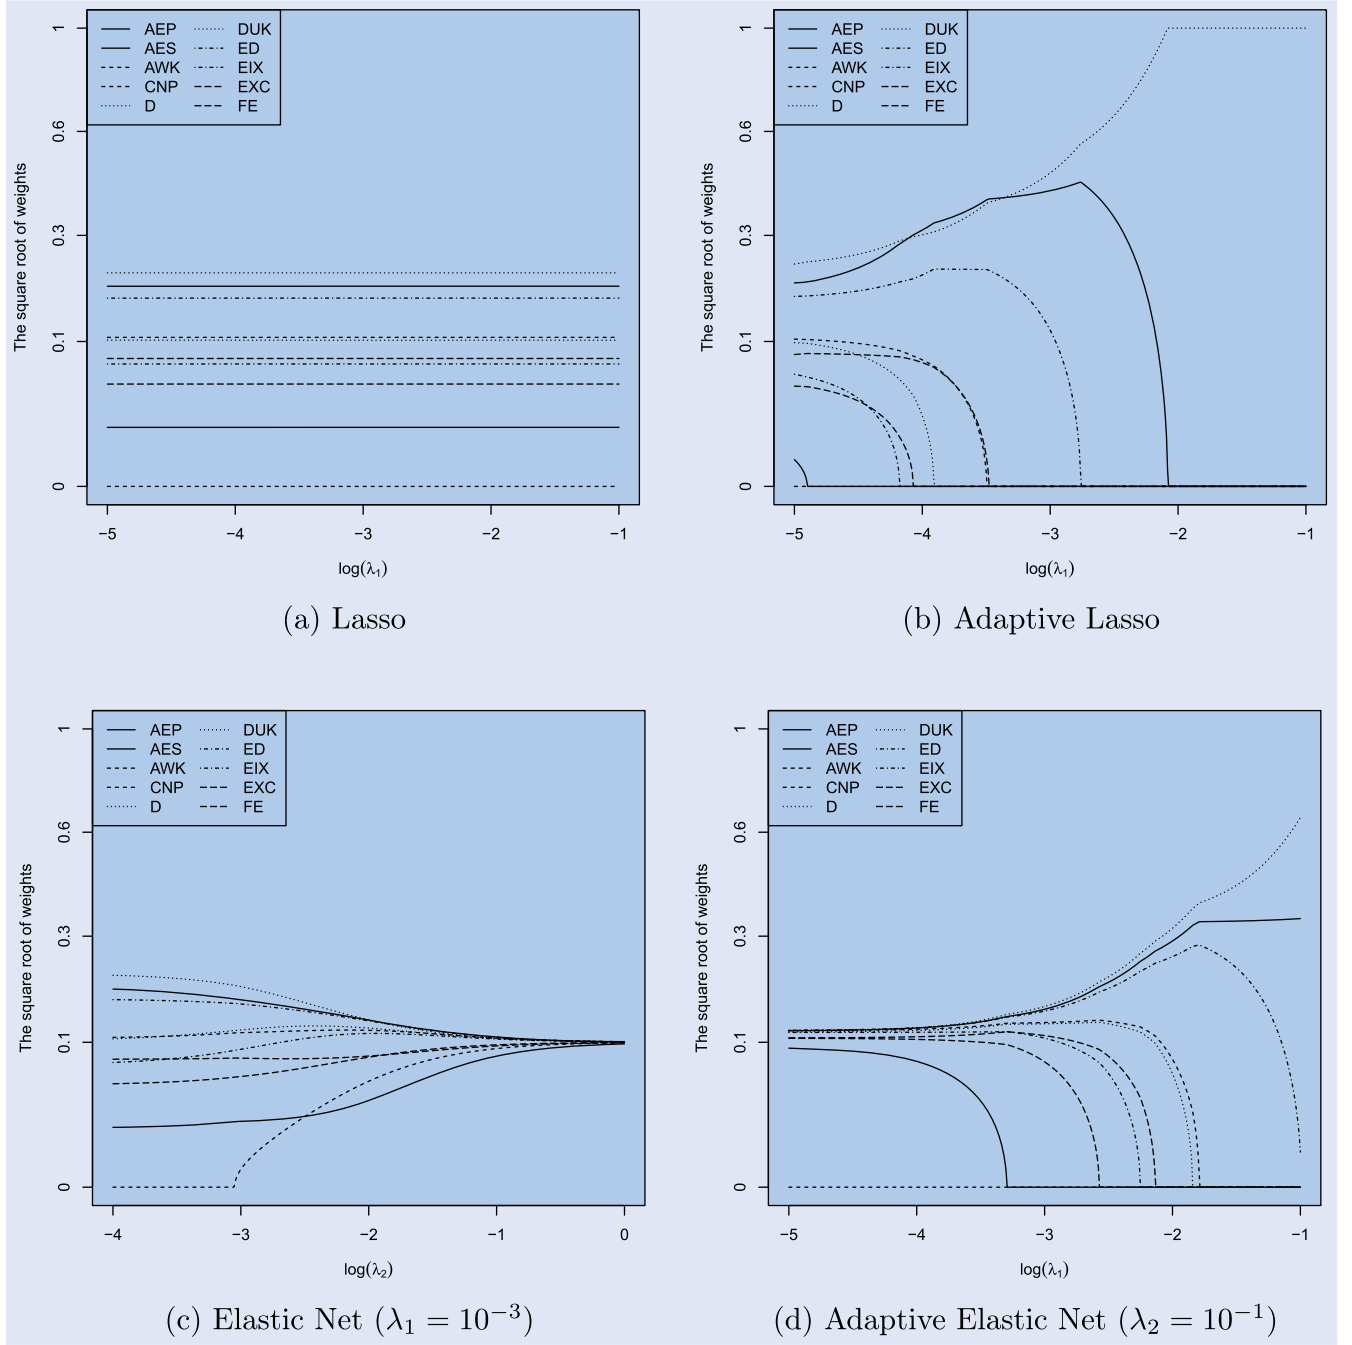 AEP DUK
AES ED
AWK EIX
CNP EXC
D FE
The square root of weights
1
0.6
0.3
0.1
0
−5 −4 −3 −2 −1
log(λ₁)
(a) Lasso
AEP DUK
AES ED
AWK EIX
CNP EXC
D FE
The square root of weights
1
0.6
0.3
0.1
0
−5 −4 −3 −2 −1
log(λ₁)
(b) Adaptive Lasso
AEP DUK
AES ED
AWK EIX
CNP EXC
D FE
The square root of weights
1
0.6
0.3
0.1
0
−4 −3 −2 −1 0
log(λ₂)
(c) Elastic Net (λ₁ = 10⁻³)
AEP DUK
AES ED
AWK EIX
CNP EXC
D FE
The square root of weights
1
0.6
0.3
0.1
0
−5 −4 −3 −2 −1
log(λ₁)
(d) Adaptive Elastic Net (λ₂ = 10⁻¹)